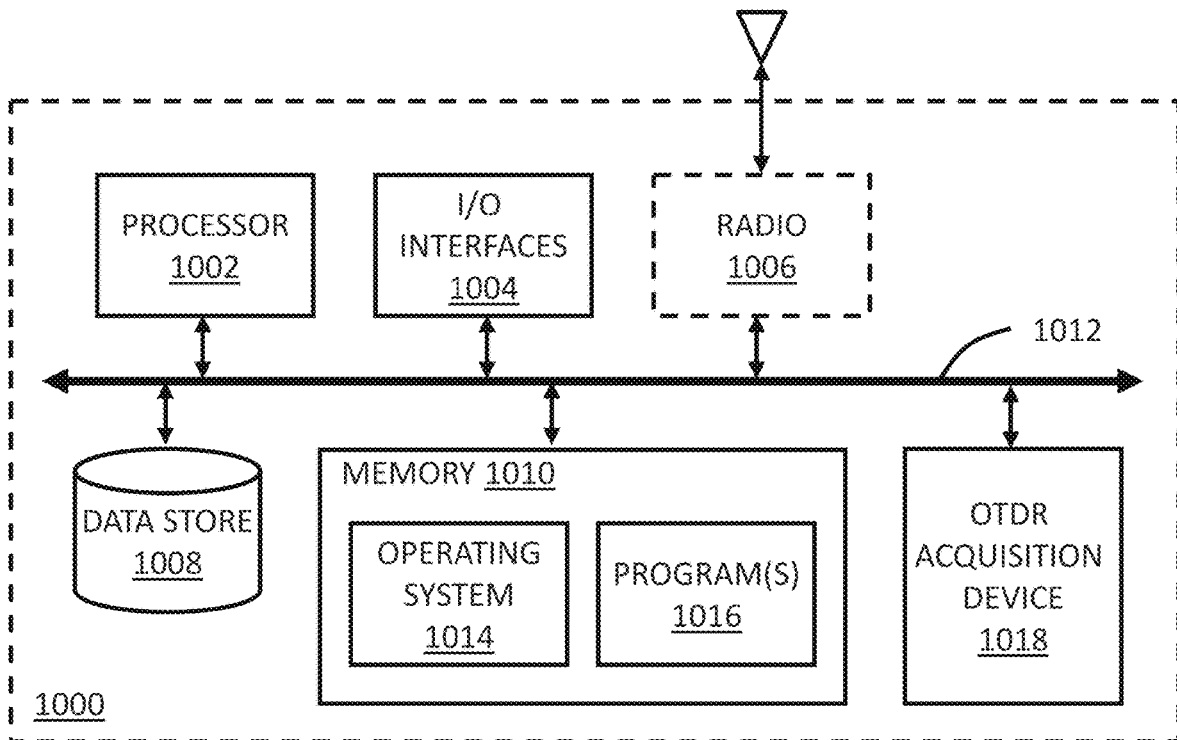 PROCESSOR
1002
I/O
INTERFACES
1004
RADIO
1006
1012
DATA STORE
1008
MEMORY 1010
OPERATING
SYSTEM
1014
PROGRAM(S)
1016
OTDR
ACQUISITION
DEVICE
1018
1000